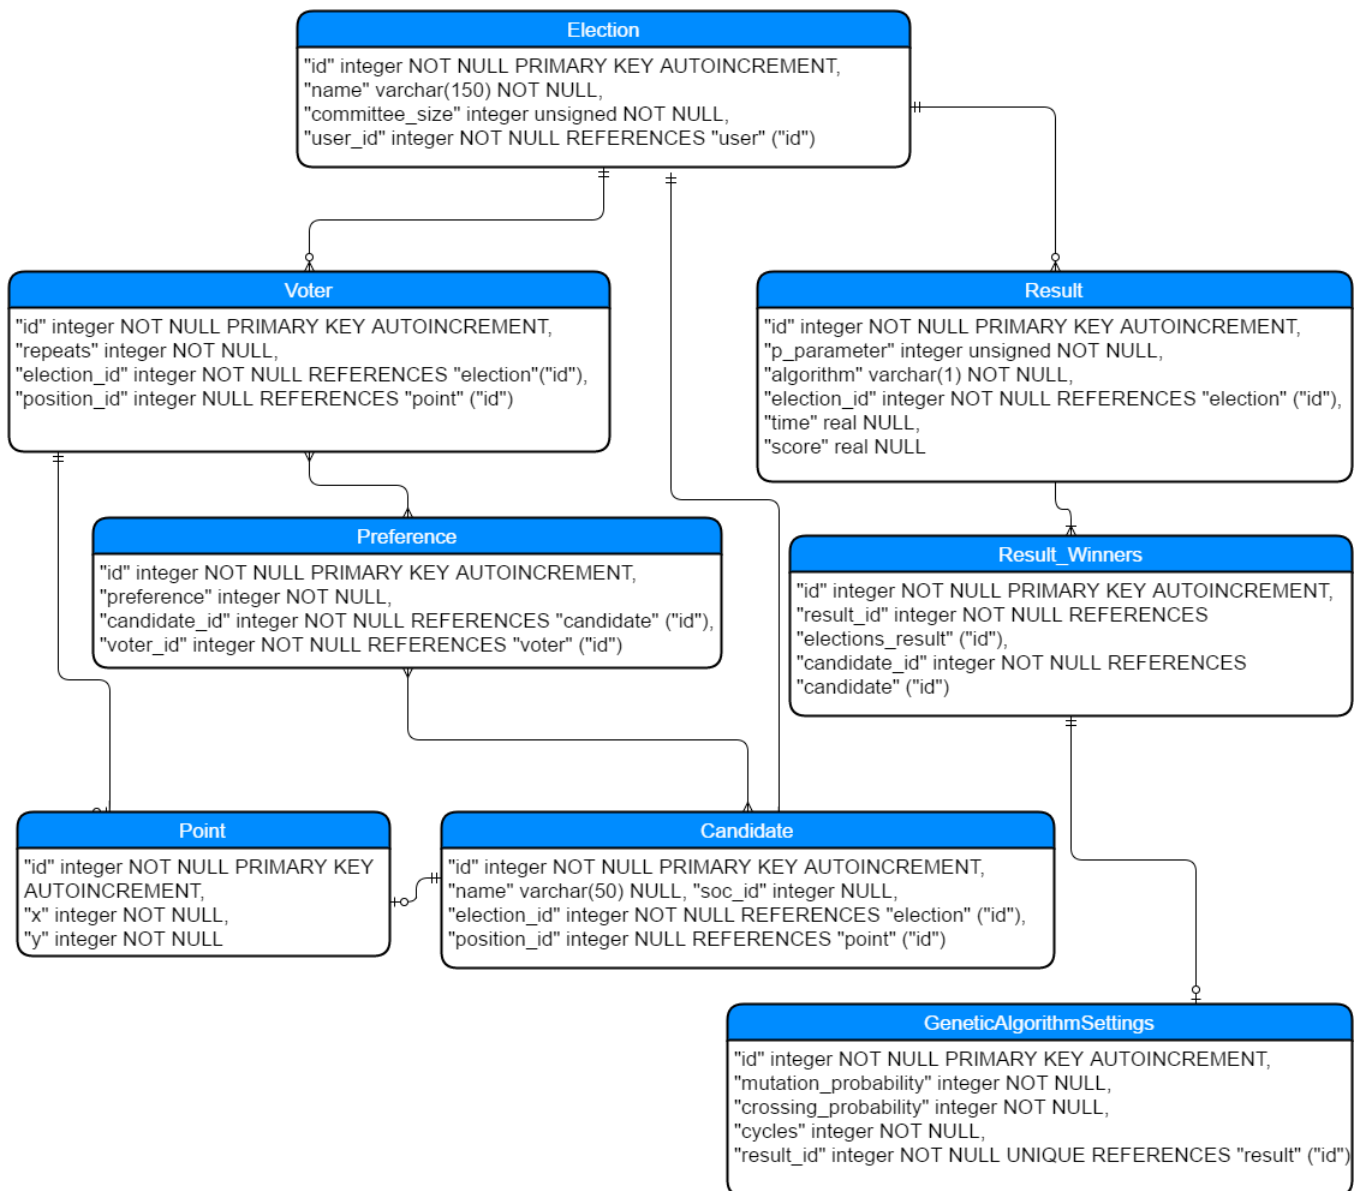 Election
"id" integer NOT NULL PRIMARY KEY AUTOINCREMENT,
"name" varchar(150) NOT NULL,
"committee_size" integer unsigned NOT NULL,
"user_id" integer NOT NULL REFERENCES "user" ("id")
Voter
"id" integer NOT NULL PRIMARY KEY AUTOINCREMENT,
"repeats" integer NOT NULL,
"election_id" integer NOT NULL REFERENCES "election"("id"),
"position_id" integer NULL REFERENCES "point" ("id")
Result
"id" integer NOT NULL PRIMARY KEY AUTOINCREMENT,
"p_parameter" integer unsigned NOT NULL,
"algorithm" varchar(1) NOT NULL,
"election_id" integer NOT NULL REFERENCES "election" ("id"),
"time" real NULL,
"score" real NULL
Preference
"id" integer NOT NULL PRIMARY KEY AUTOINCREMENT,
"preference" integer NOT NULL,
"candidate_id" integer NOT NULL REFERENCES "candidate" ("id"),
"voter_id" integer NOT NULL REFERENCES "voter" ("id")
Result_Winners
"id" integer NOT NULL PRIMARY KEY AUTOINCREMENT,
"result_id" integer NOT NULL REFERENCES
"elections_result" ("id"),
"candidate_id" integer NOT NULL REFERENCES
"candidate" ("id")
Point
"id" integer NOT NULL PRIMARY KEY
AUTOINCREMENT,
"x" integer NOT NULL,
"y" integer NOT NULL
Candidate
"id" integer NOT NULL PRIMARY KEY AUTOINCREMENT,
"name" varchar(50) NULL, "soc_id" integer NULL,
"election_id" integer NOT NULL REFERENCES "election" ("id"),
"position_id" integer NULL REFERENCES "point" ("id")
GeneticAlgorithmSettings
"id" integer NOT NULL PRIMARY KEY AUTOINCREMENT,
"mutation_probability" integer NOT NULL,
"crossing_probability" integer NOT NULL,
"cycles" integer NOT NULL,
"result_id" integer NOT NULL UNIQUE REFERENCES "result" ("id")